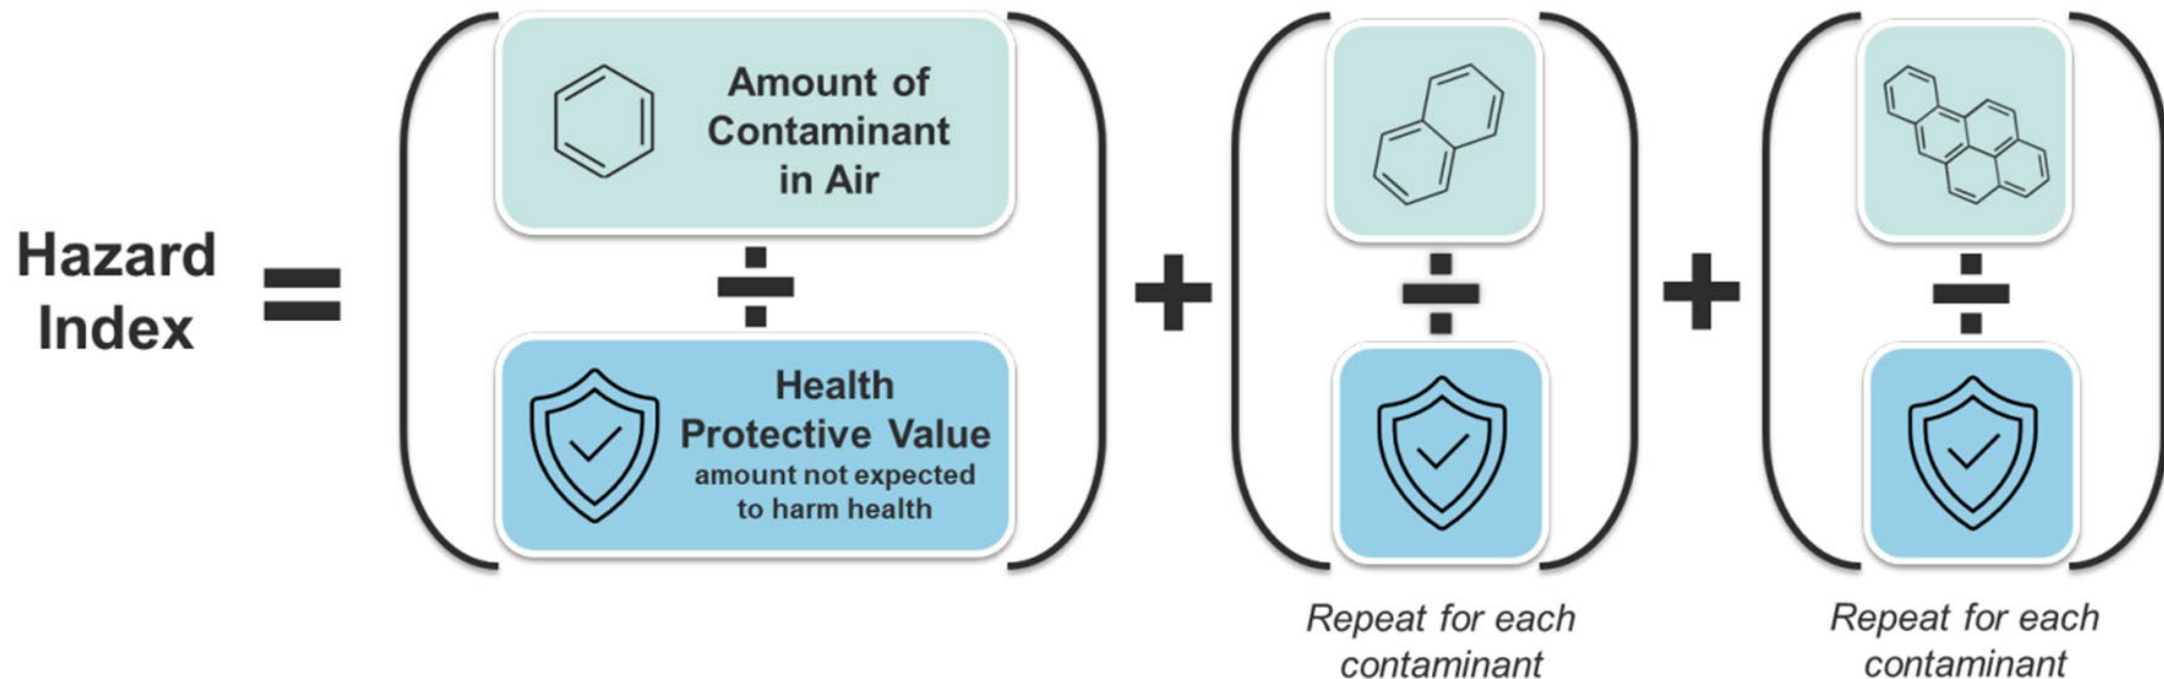 Hazard
Index
=
Amount of
Contaminant
in Air
÷
Health
Protective Value
amount not expected
to harm health
+
÷
Repeat for each
contaminant
+
÷
Repeat for each
contaminant